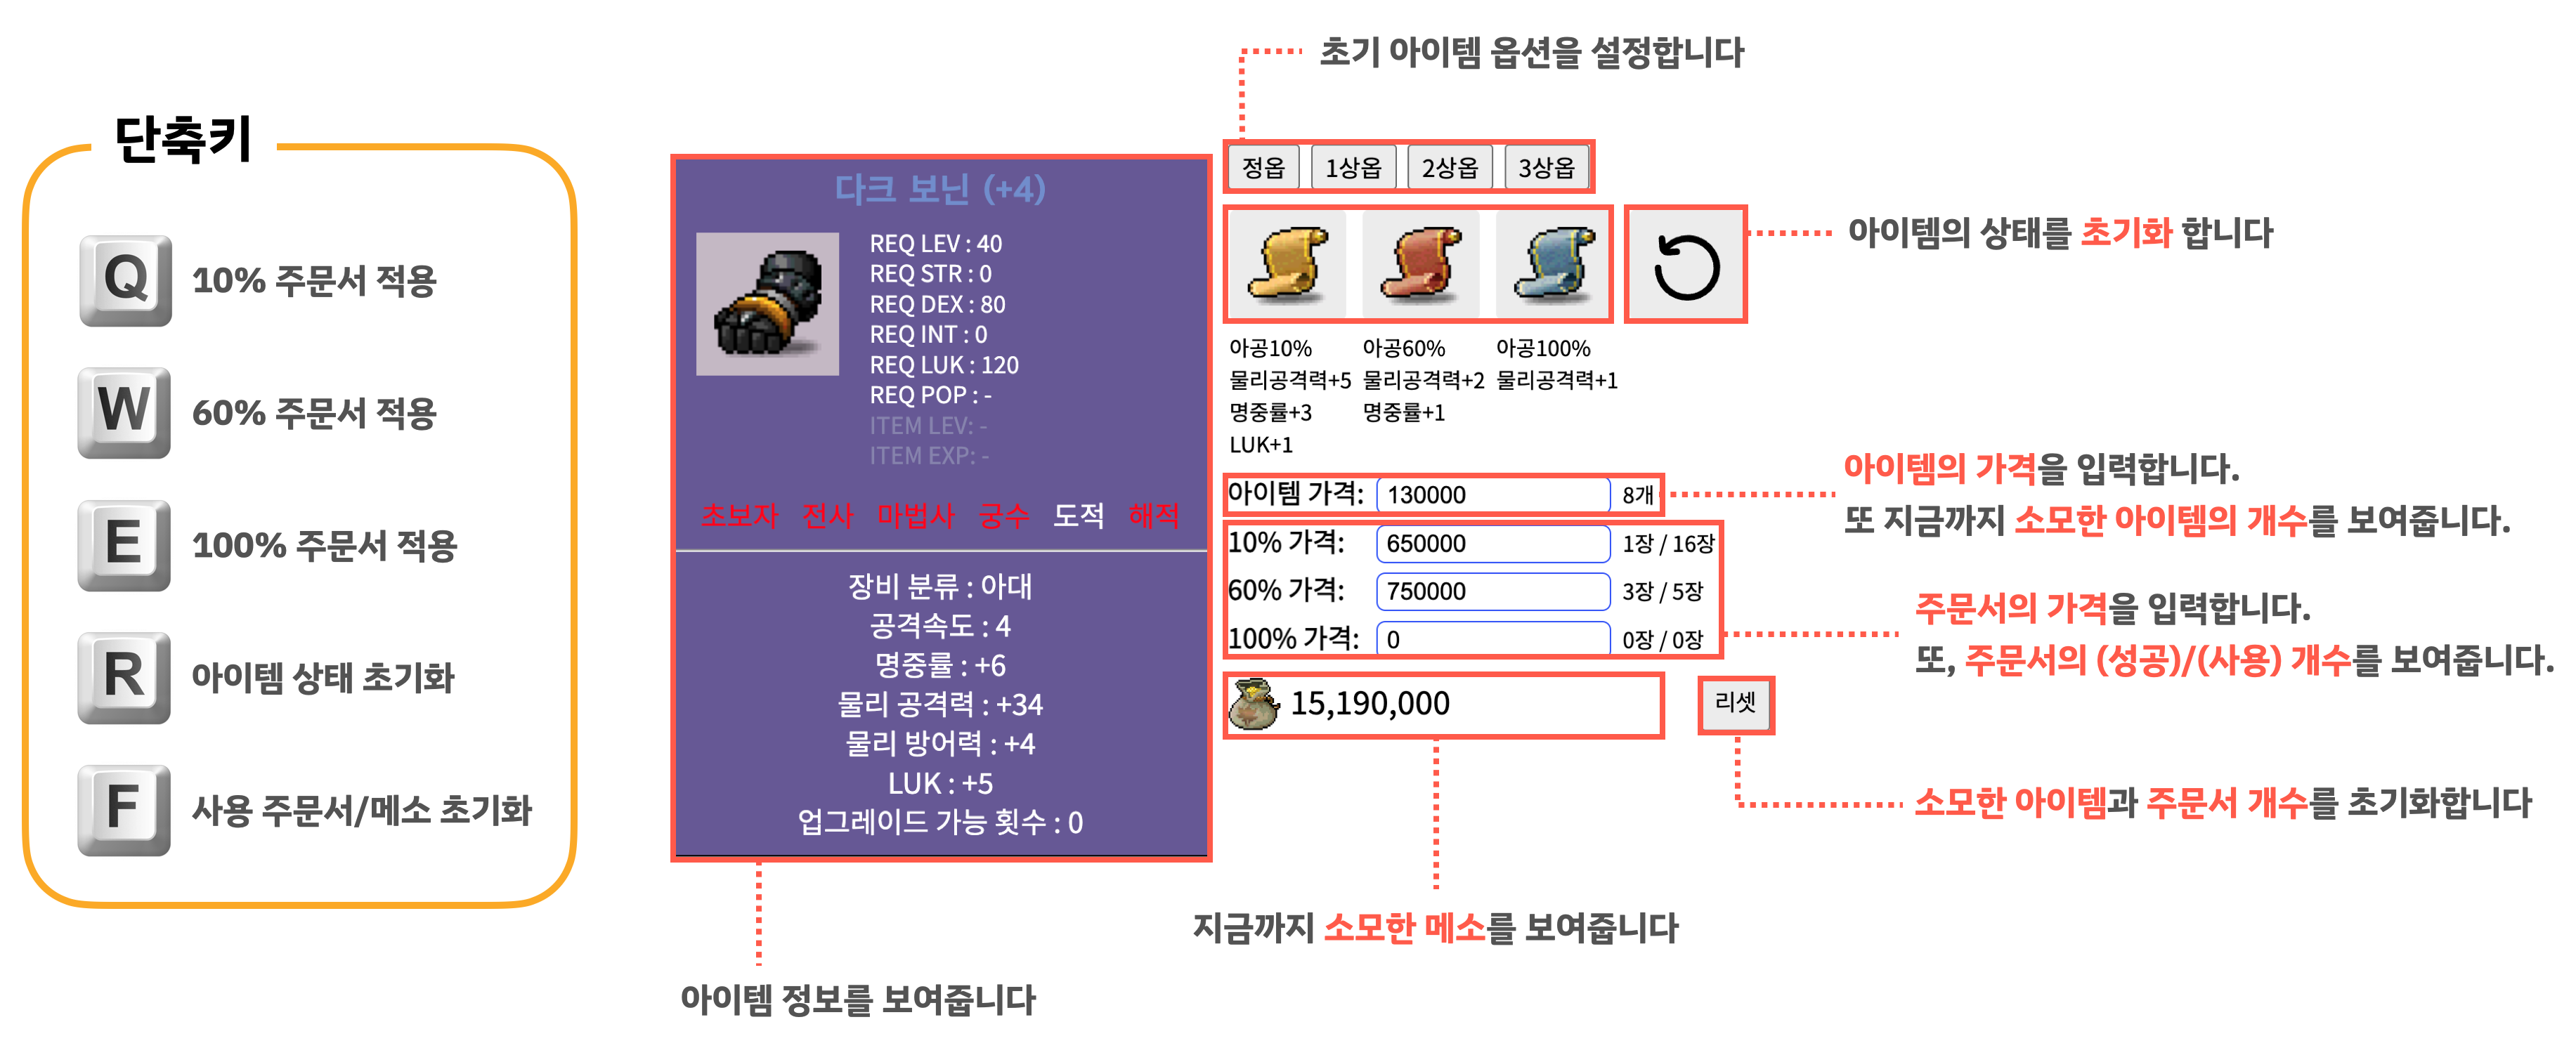 초기 아이템 옵션을 설정합니다
단축키
Q 10% 주문서 적용
W 60% 주문서 적용
E 100% 주문서 적용
R 아이템 상태 초기화
F 사용 주문서/메소 초기화
다크 보닌 (+4)
REQ LEV : 40
REQ STR : 0
REQ DEX : 80
REQ INT : 0
REQ LUK : 120
REQ POP : -
ITEM LEV: -
ITEM EXP: -
초보자 전사 마법사 궁수 도적 해적
장비 분류 : 아대
공격속도 : 4
명중률 : +6
물리 공격력 : +34
물리 방어력 : +4
LUK : +5
업그레이드 가능 횟수 : 0
아이템 정보를 보여줍니다
정옵 1상옵 2상옵 3상옵
아이템의 상태를 초기화 합니다
아공10% 아공60% 아공100%
물리공격력+5 물리공격력+2 물리공격력+1
명중률+3 명중률+1
LUK+1
아이템 가격: 130000 8개
10% 가격: 650000 1장 / 16장
60% 가격: 750000 3장 / 5장
100% 가격: 0 0장 / 0장
15,190,000
리셋
아이템의 가격을 입력합니다.
또 지금까지 소모한 아이템의 개수를 보여줍니다.
주문서의 가격을 입력합니다.
또, 주문서의 (성공)/(사용) 개수를 보여줍니다.
소모한 아이템과 주문서 개수를 초기화합니다
지금까지 소모한 메소를 보여줍니다